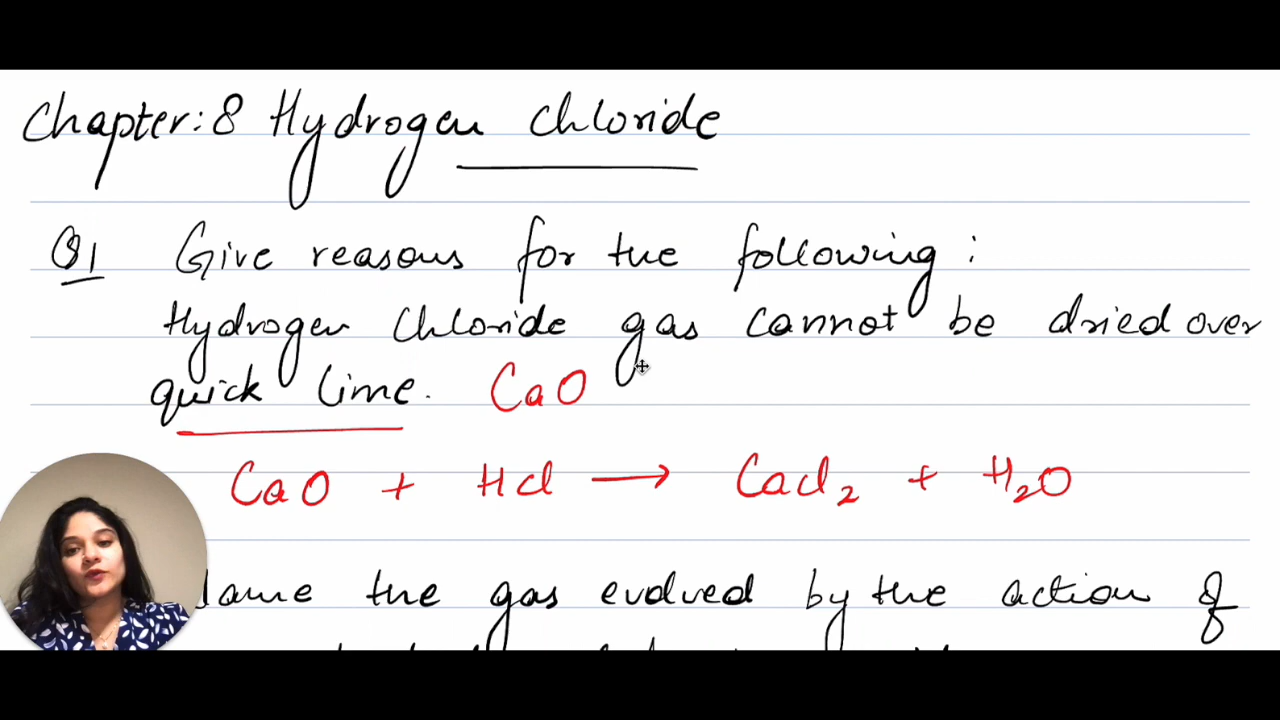 Chapter:8 Hydrogen Chloride
Q1 Give reasons for the following:
Hydrogen Chloride gas cannot be dried over
quick lime. CaO
CaO + HCl → CaCl₂ + H₂O
the gas evolved by the action of